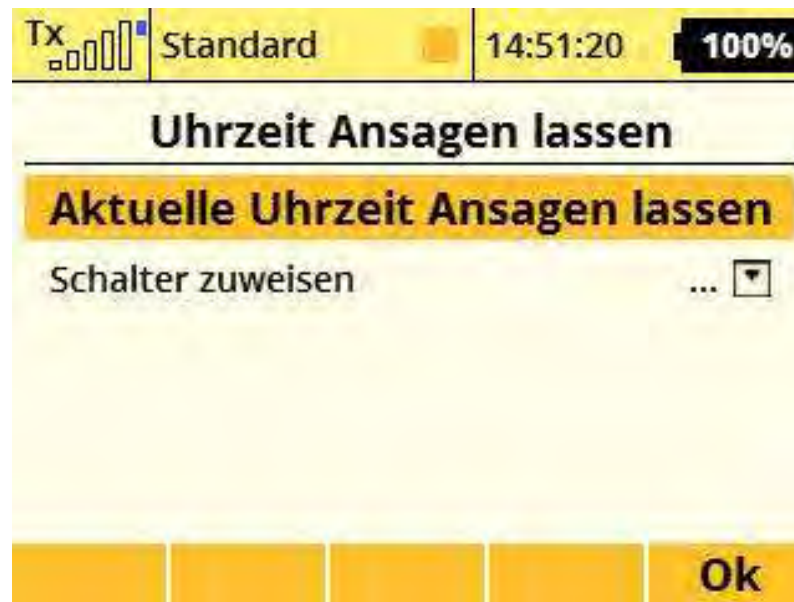 Tx Standard 14:51:20 100%
Uhrzeit Ansagen lassen
Aktuelle Uhrzeit Ansagen lassen
Schalter zuweisen ...
Ok